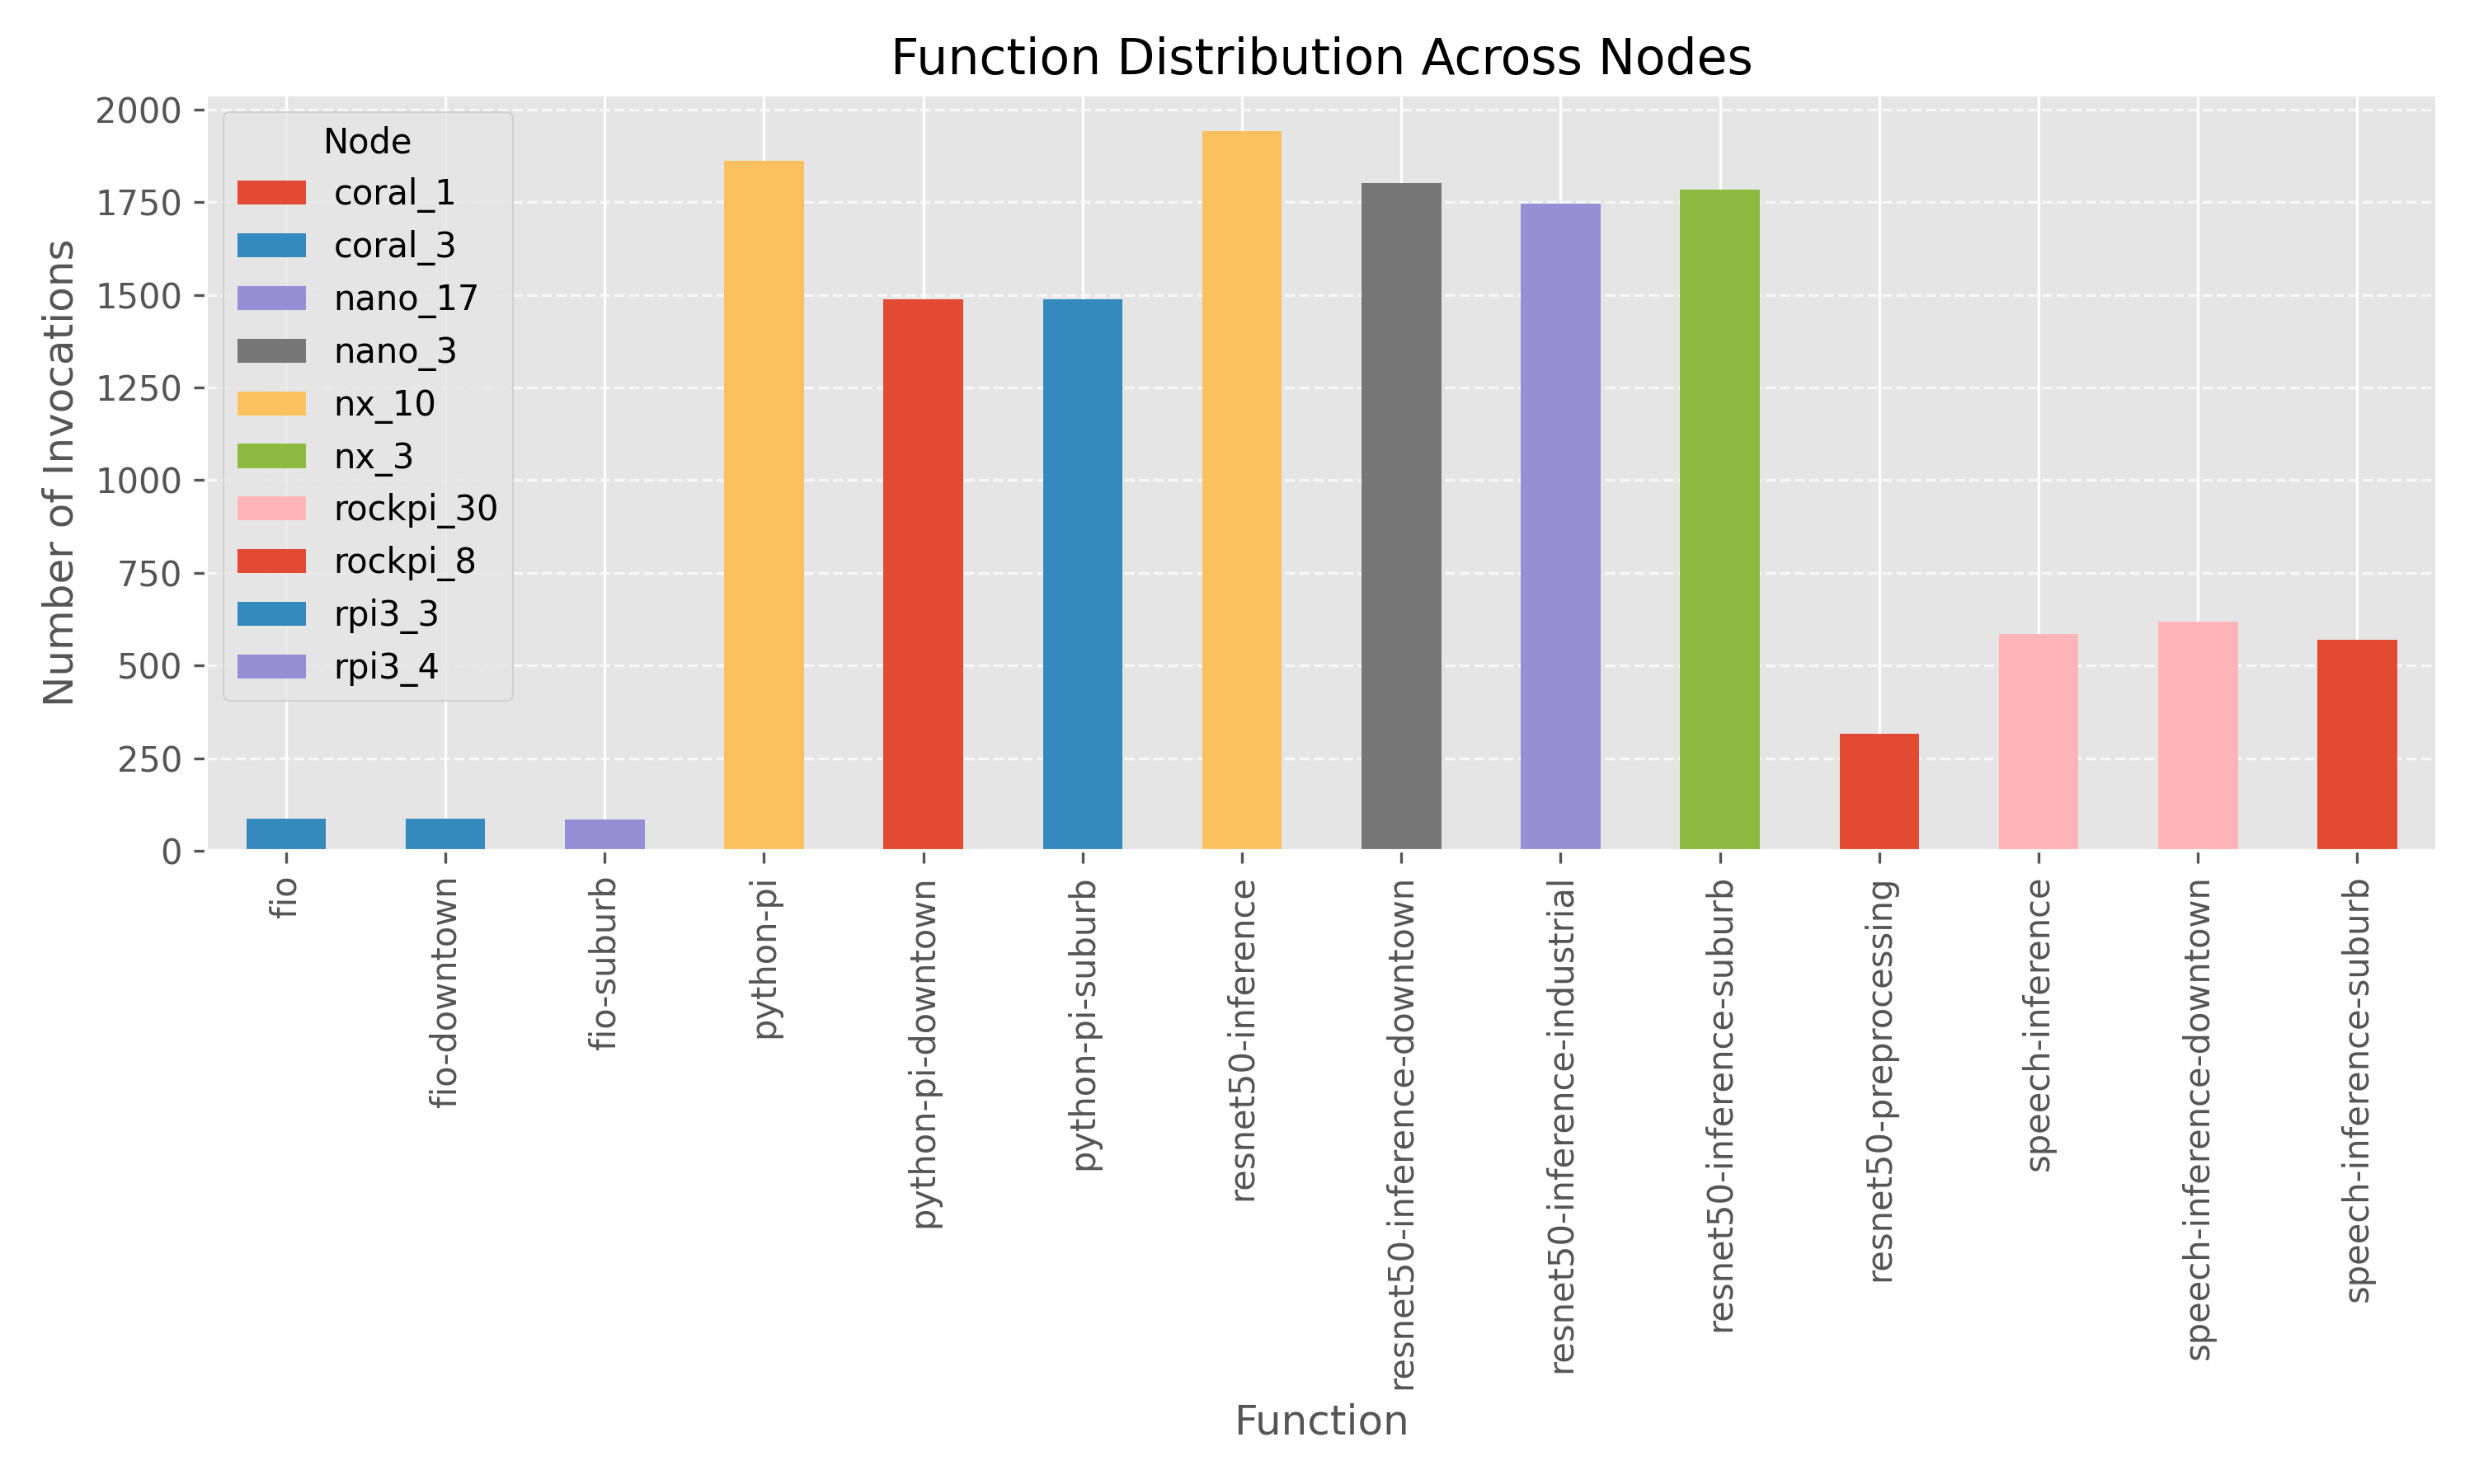 Function Distribution Across Nodes
Number of Invocations
2000
1750
1500
1250
1000
750
500
250
0
Node
coral_1
coral_3
nano_17
nano_3
nx_10
nx_3
rockpi_30
rockpi_8
rpi3_3
rpi3_4
fio
fio-downtown
fio-suburb
python-pi
python-pi-downtown
python-pi-suburb
resnet50-inference
resnet50-inference-downtown
resnet50-inference-industrial
resnet50-inference-suburb
resnet50-preprocessing
speech-inference
speech-inference-downtown
speech-inference-suburb
Function